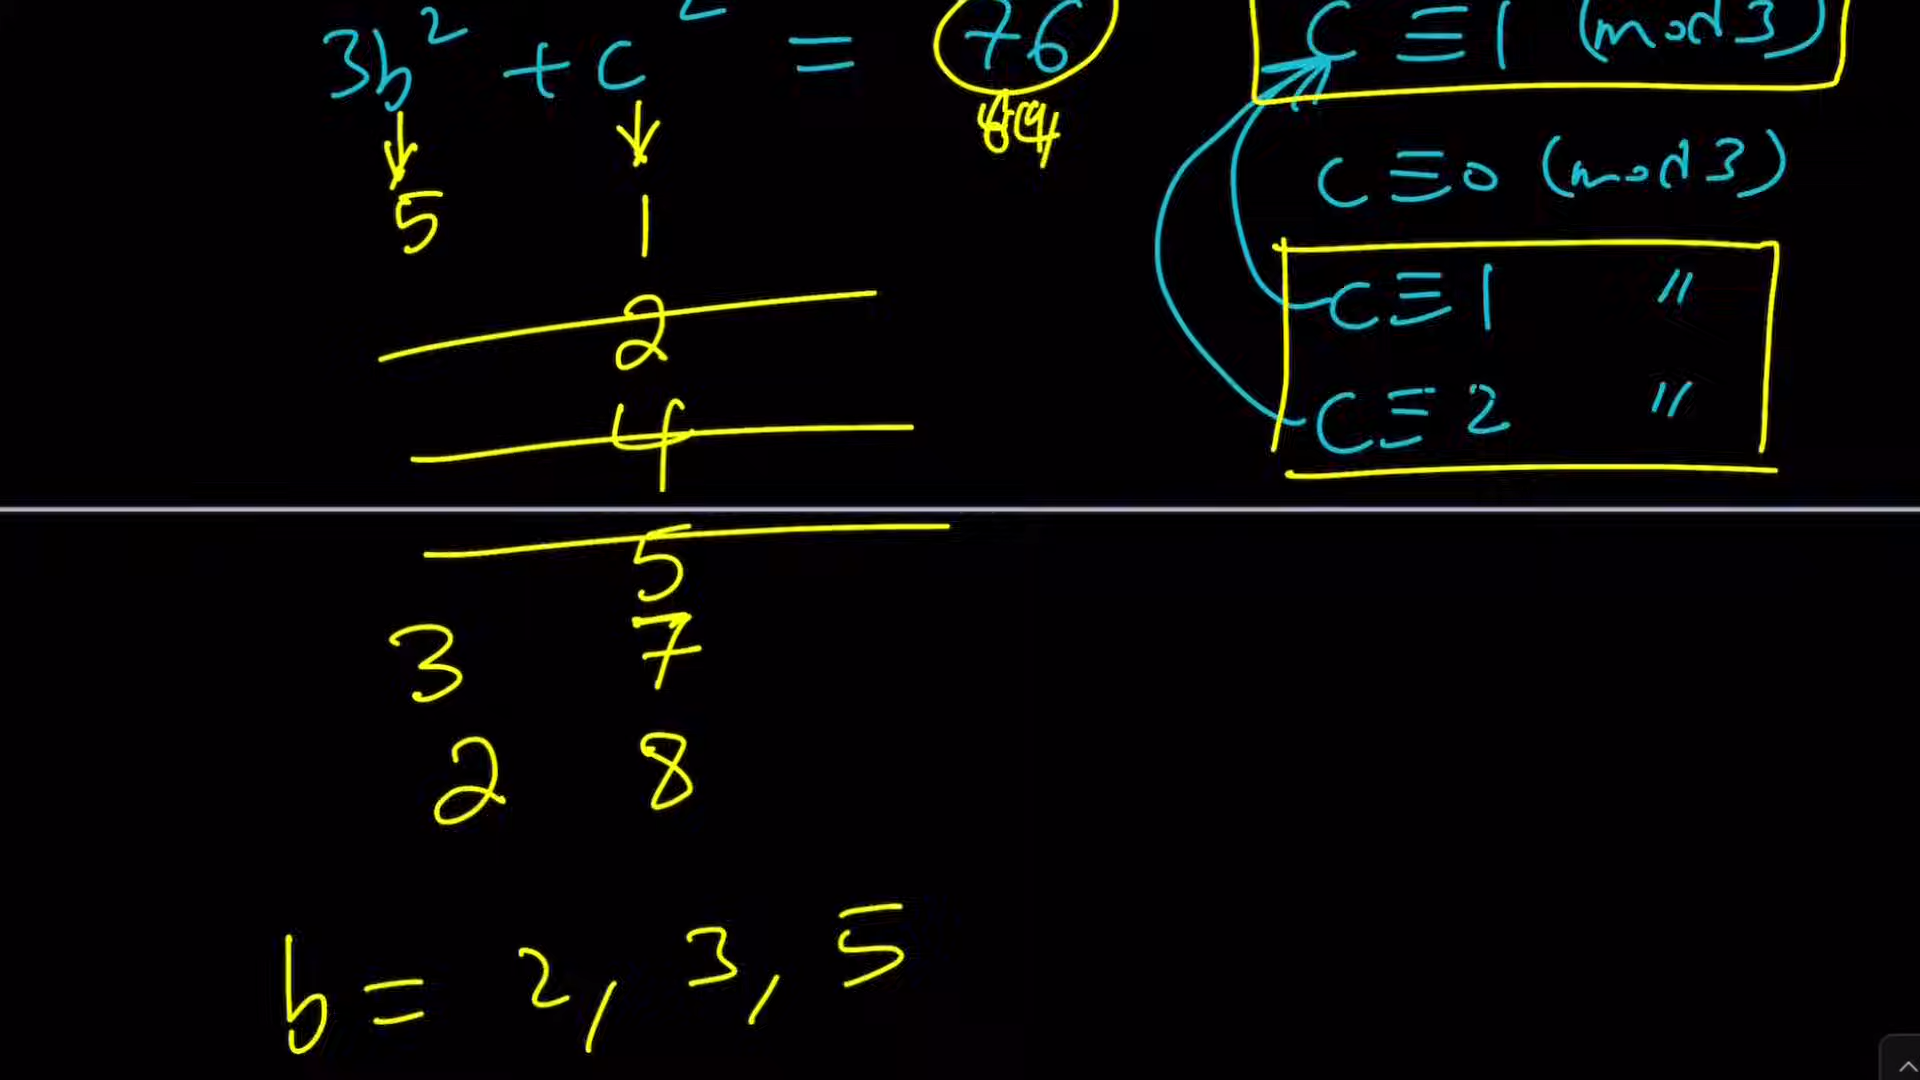 3b² + c² = 76
C ≡ 1 (mod 3)
C ≡ 0 (mod 3)
5 1
2
C ≡ 1 "
4
C ≡ 2 "
5
3 7
2 8
b = 2, 3, 5